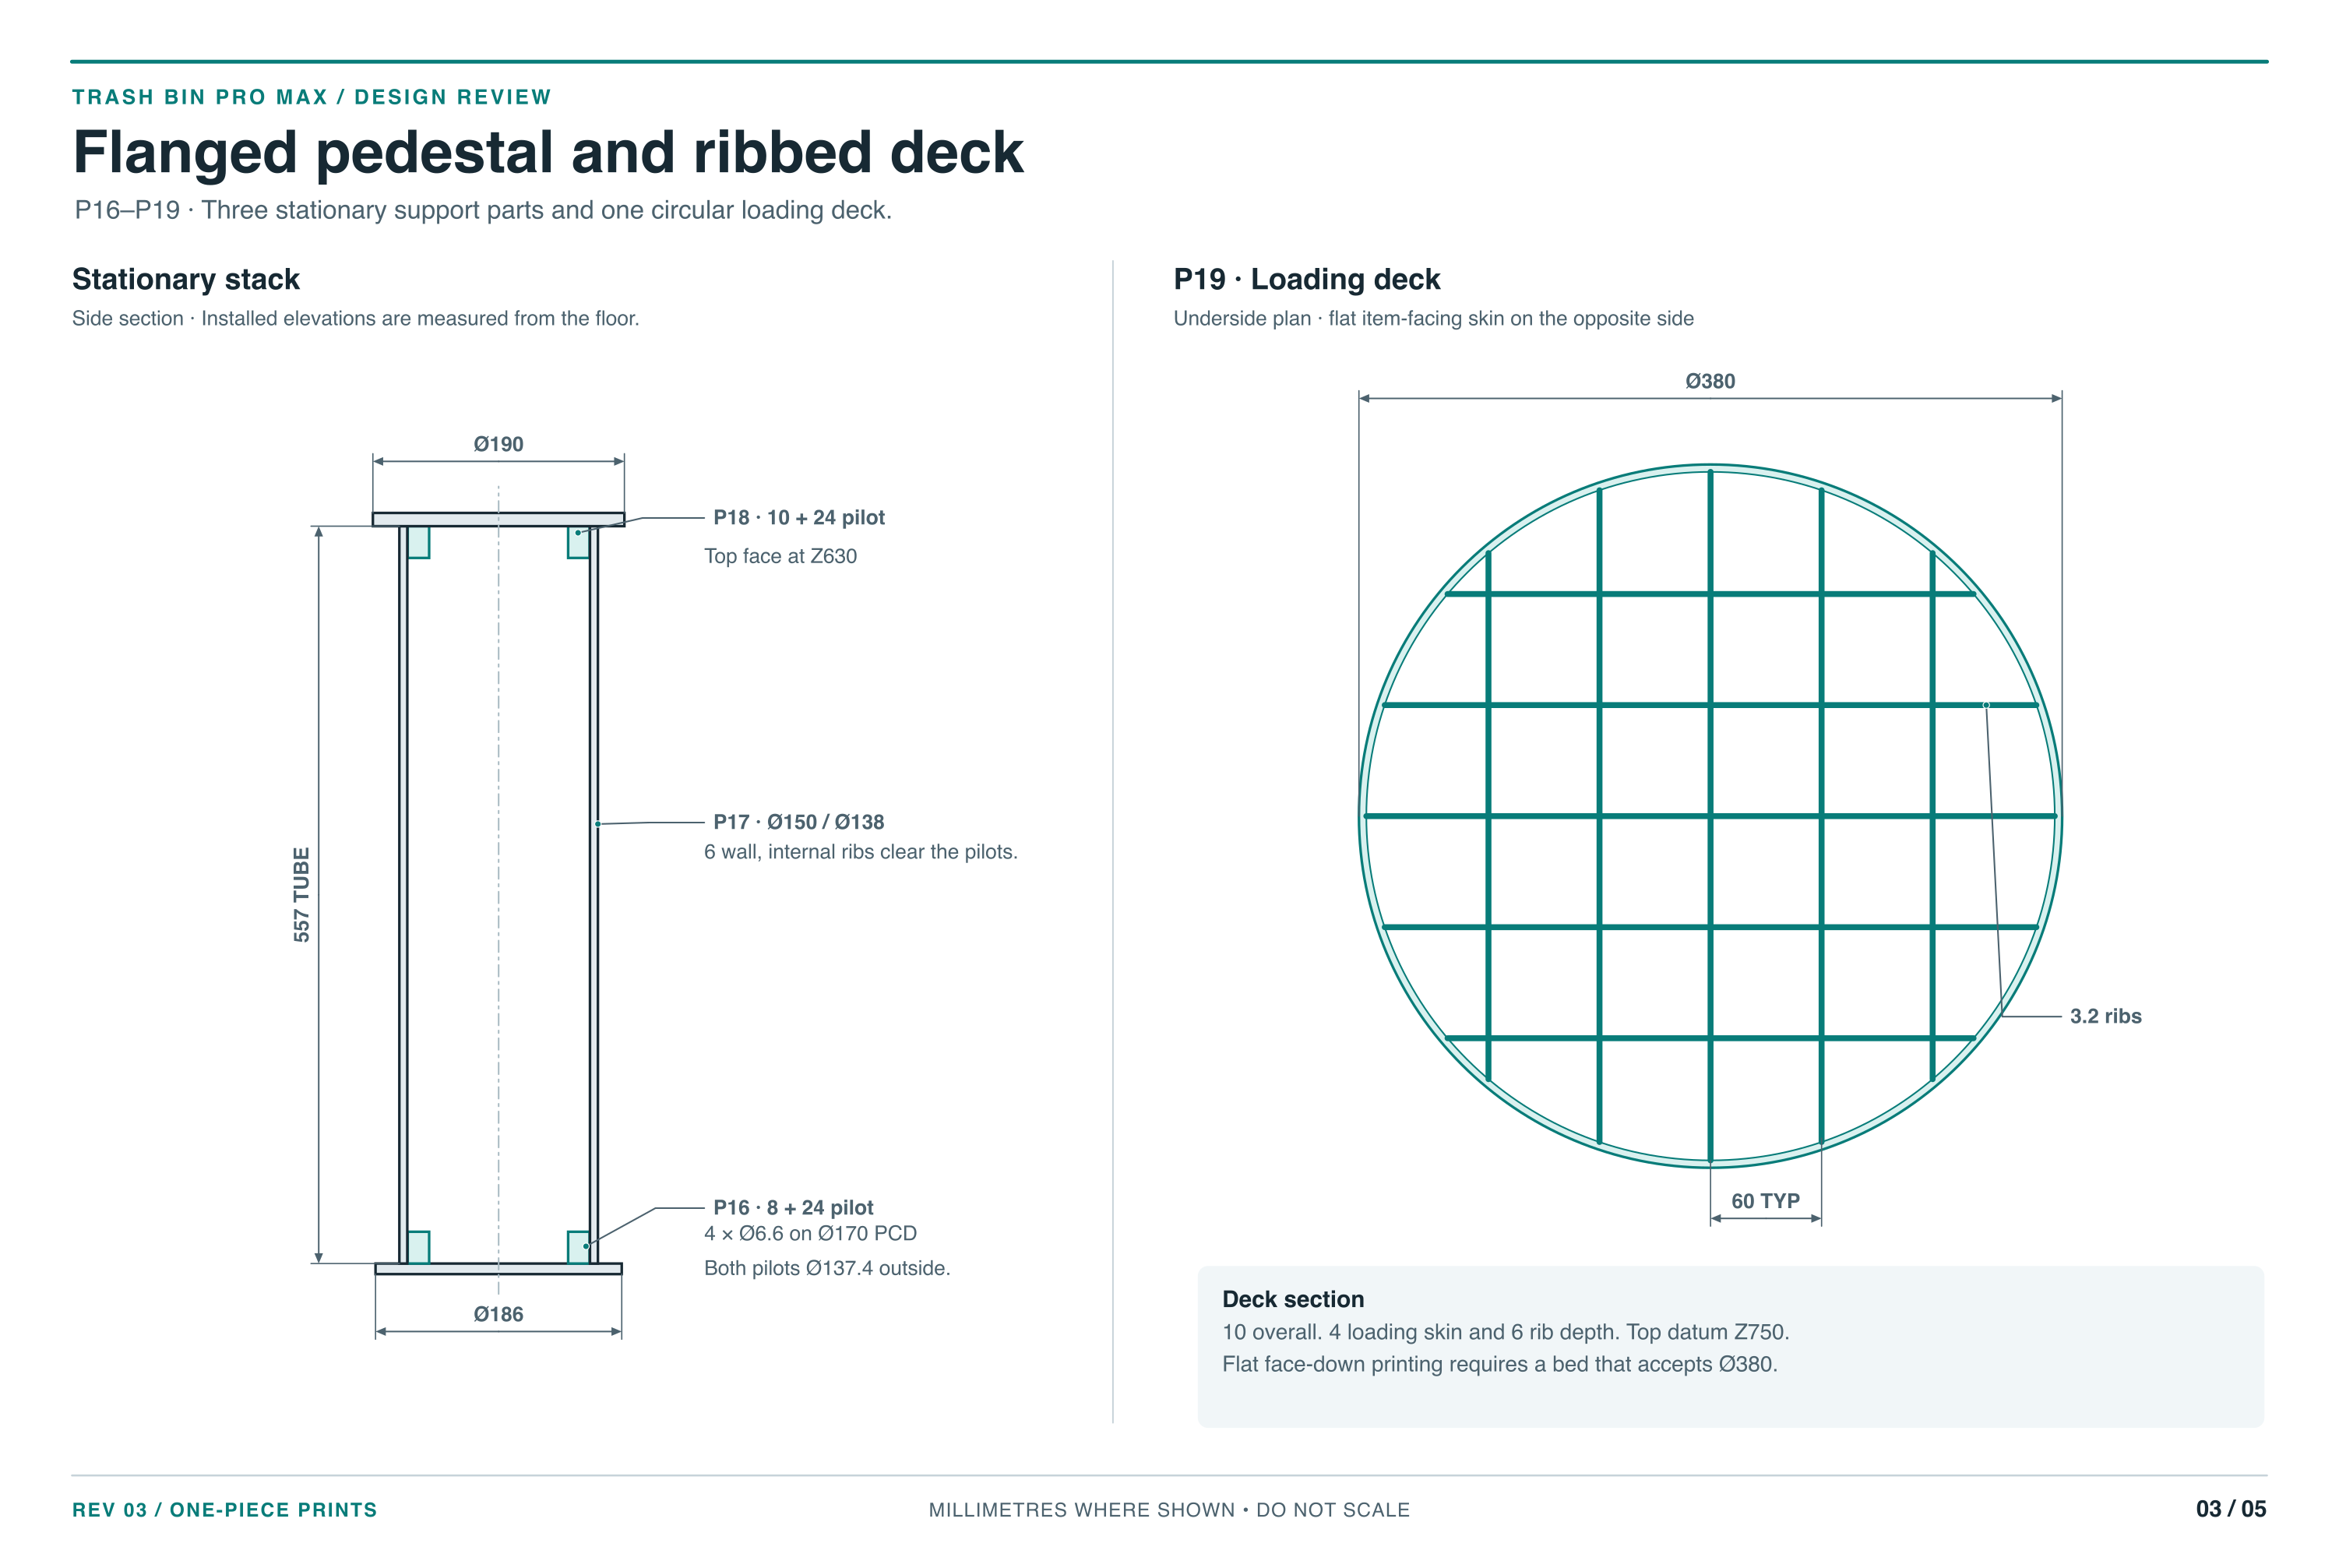 TRASH BIN PRO MAX / DESIGN REVIEW
Flanged pedestal and ribbed deck
P16–P19 · Three stationary support parts and one circular loading deck.
Stationary stack
Side section · Installed elevations are measured from the floor.
Ø190
P18 · 10 + 24 pilot
Top face at Z630
P17 · Ø150 / Ø138
6 wall, internal ribs clear the pilots.
557 TUBE
P16 · 8 + 24 pilot
4 × Ø6.6 on Ø170 PCD
Both pilots Ø137.4 outside.
Ø186
P19 · Loading deck
Underside plan · flat item-facing skin on the opposite side
Ø380
3.2 ribs
60 TYP
Deck section
10 overall. 4 loading skin and 6 rib depth. Top datum Z750.
Flat face-down printing requires a bed that accepts Ø380.
REV 03 / ONE-PIECE PRINTS
MILLIMETRES WHERE SHOWN • DO NOT SCALE
03 / 05